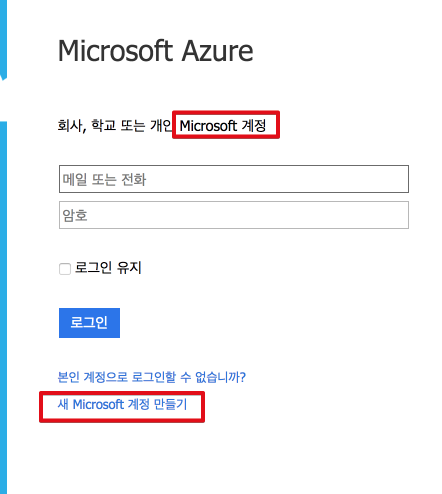 Microsoft Azure
회사, 학교 또는 개인 Microsoft 계정
메일 또는 전화
암호
로그인 유지
로그인
본인 계정으로 로그인할 수 없습니까?
새 Microsoft 계정 만들기